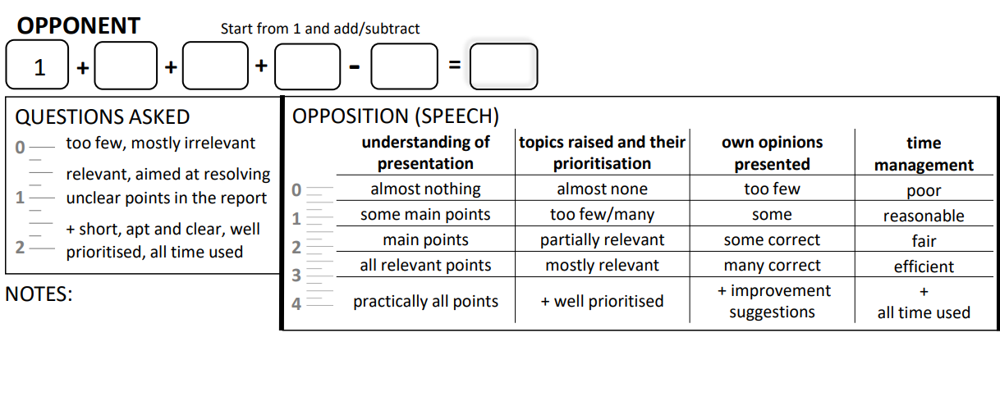 OPPONENT Start from 1 and add/subtract
1 + + + - =
QUESTIONS ASKED
0 too few, mostly irrelevant
relevant, aimed at resolving
1 unclear points in the report
+ short, apt and clear, well
2 prioritised, all time used
NOTES:
OPPOSITION (SPEECH)
understanding of presentation topics raised and their prioritisation own opinions presented time management
0 almost nothing almost none too few poor
1 some main points too few/many some reasonable
2 main points partially relevant some correct fair
3 all relevant points mostly relevant many correct efficient
4 practically all points + well prioritised + improvement suggestions + all time used